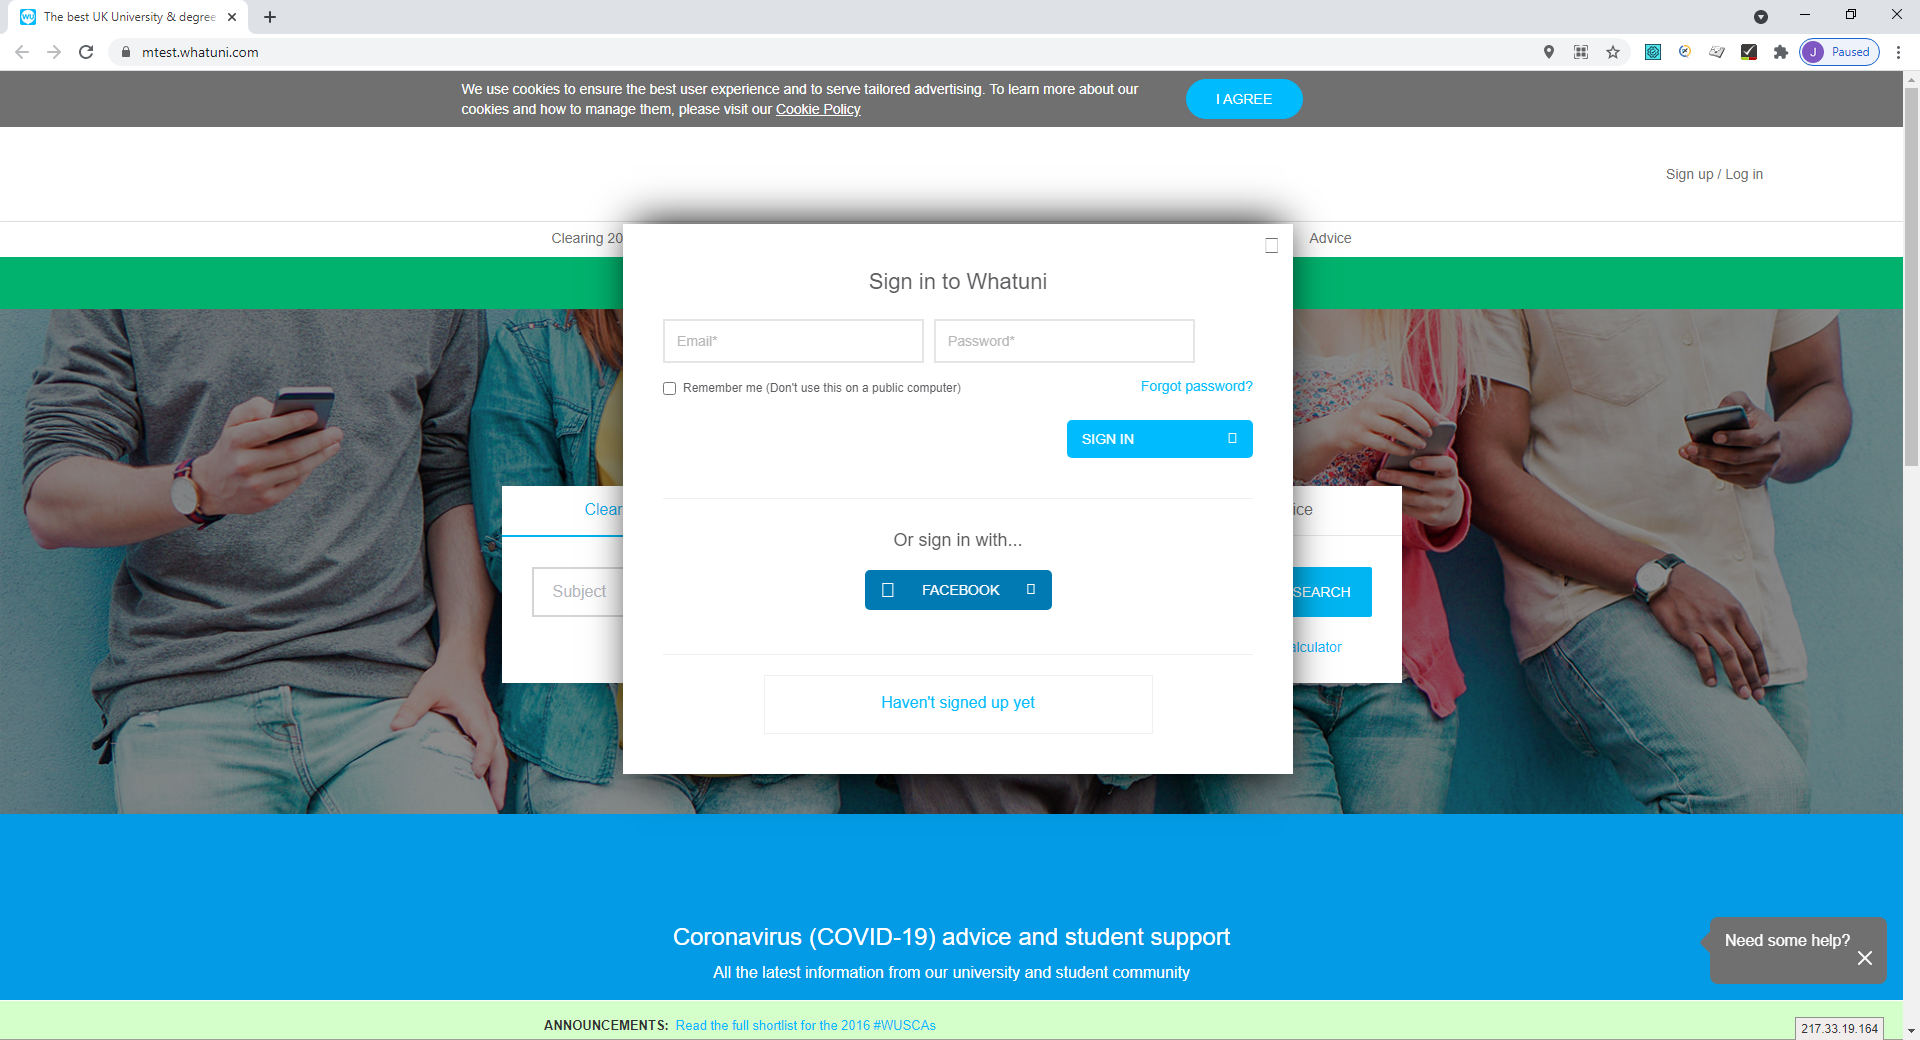 The best UK University & degree
mtest.whatuni.com
Paused
J
We use cookies to ensure the best user experience and to serve tailored advertising. To learn more about our
cookies and how to manage them, please visit our Cookie Policy
I AGREE
Sign up / Log in
Clearing 20
Advice
Sign in to Whatuni
Email*
Password*
Remember me (Don't use this on a public computer)
Forgot password?
SIGN IN
Clear
ice
Or sign in with...
Subject
FACEBOOK
SEARCH
alculator
Haven't signed up yet
Coronavirus (COVID-19) advice and student support
All the latest information from our university and student community
Need some help?
ANNOUNCEMENTS: Read the full shortlist for the 2016 #WUSCAs
217.33.19.164